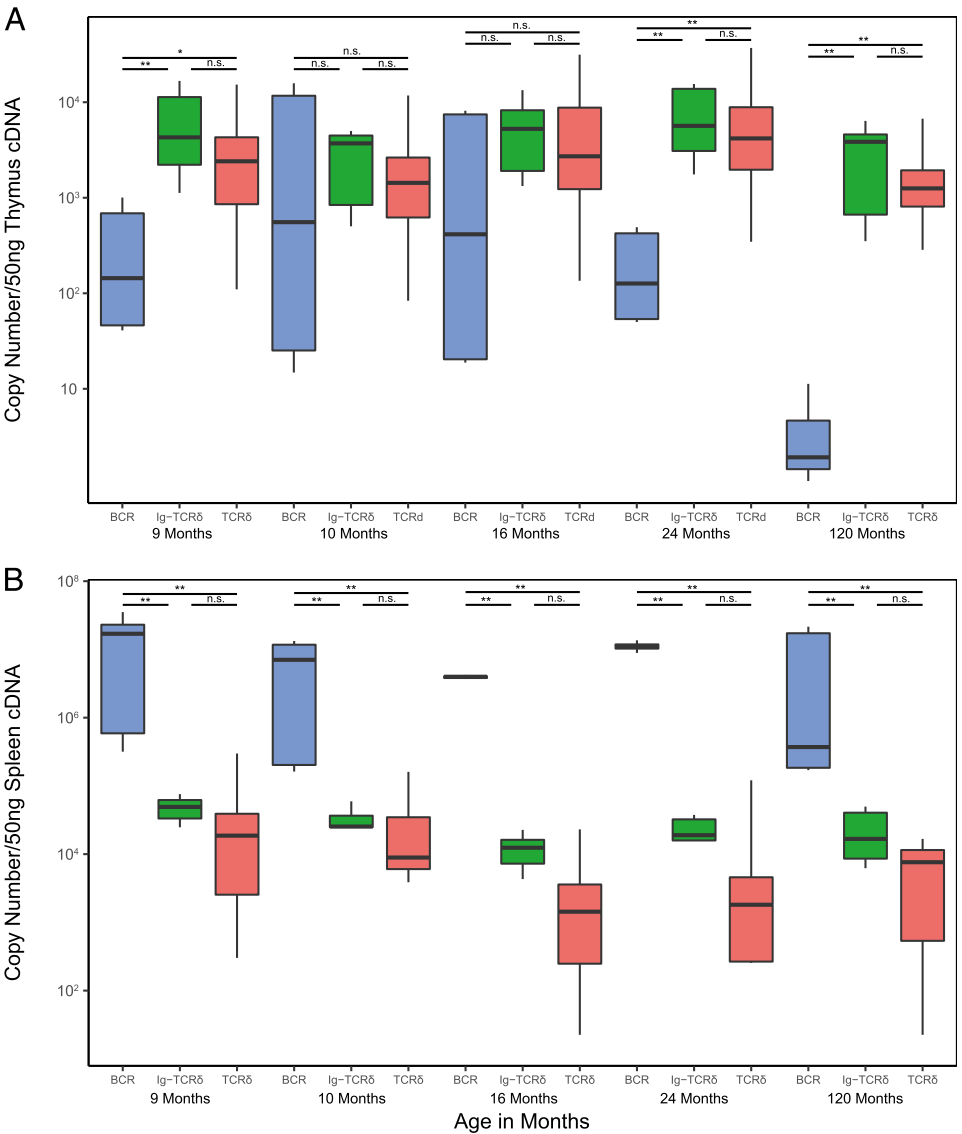 A
Copy Number/50ng Thymus cDNA
10⁴
10³
10²
10
* n.s. n.s. ** **
** n.s. n.s. n.s. n.s. n.s. ** n.s. ** n.s.
BCR Ig−TCRδ TCRδ BCR Ig−TCRδ TCRd BCR Ig−TCRδ TCRd BCR Ig−TCRδ TCRd BCR Ig−TCRδ TCRδ
9 Months 10 Months 16 Months 24 Months 120 Months
B
Copy Number/50ng Spleen cDNA
10⁸
10⁶
10⁴
10²
** ** ** ** **
** n.s. ** n.s. ** n.s. ** n.s. ** n.s.
BCR Ig−TCRδ TCRδ BCR Ig−TCRδ TCRδ BCR Ig−TCRδ TCRδ BCR Ig−TCRδ TCRδ BCR Ig−TCRδ TCRδ
9 Months 10 Months 16 Months 24 Months 120 Months
Age in Months